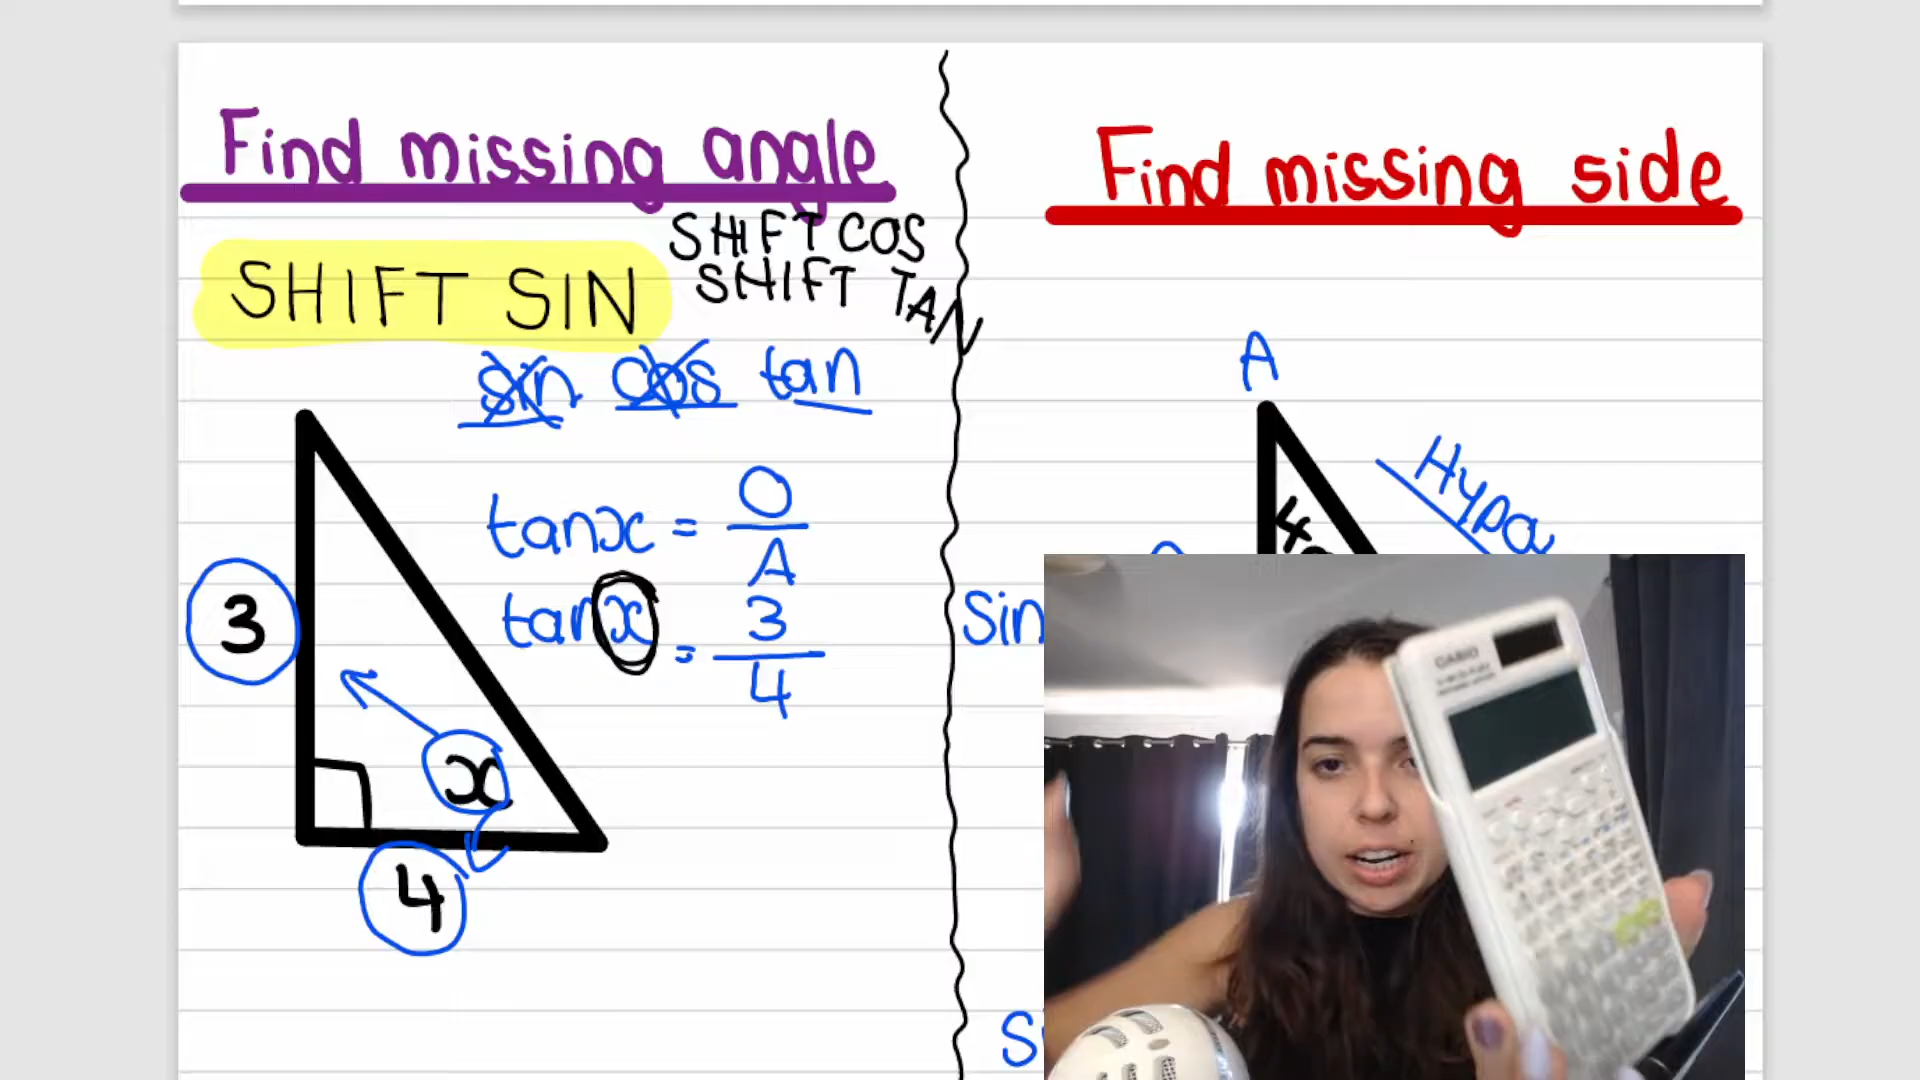 Find missing angle
SHIFT COS
SHIFT TAN
SHIFT SIN
sin cos tan
tanx = O
A
tanx = 3
4
3
x
4
Find missing side
A
Hypo
4
Sin
S
CASIO